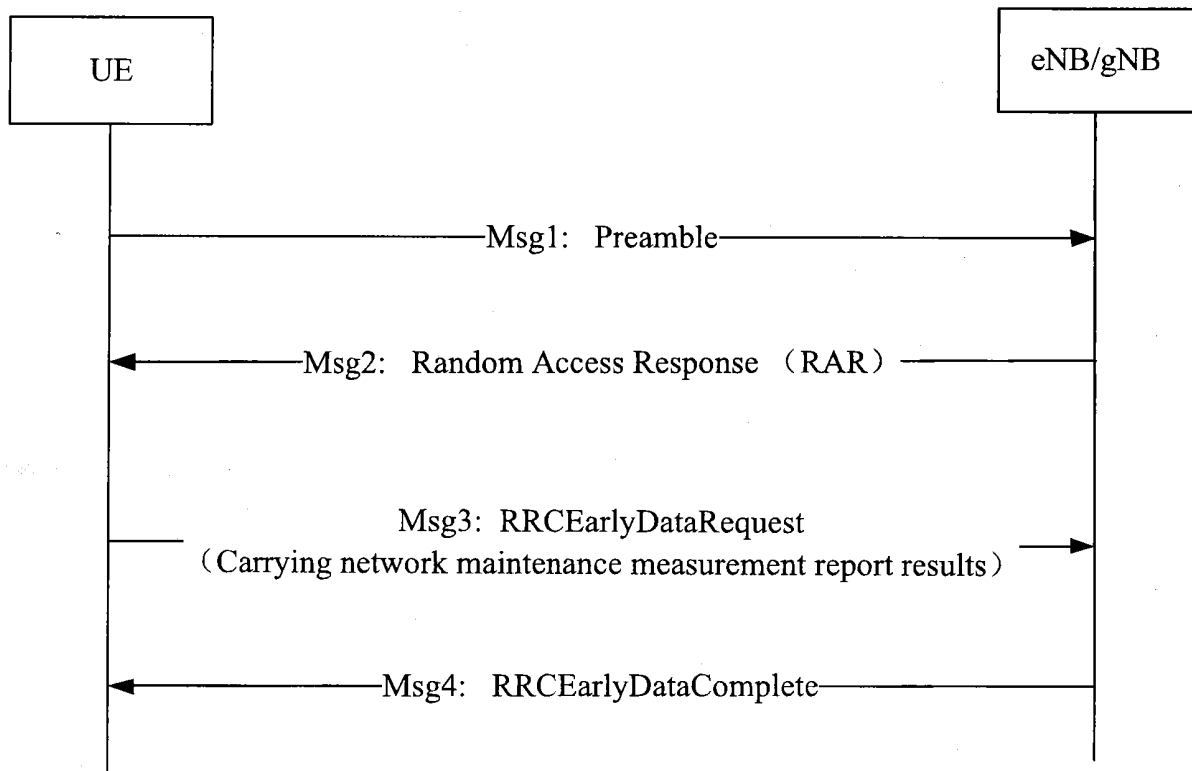 UE
eNB/gNB
Msg1: Preamble
Msg2: Random Access Response （RAR）
Msg3: RRCEarlyDataRequest
（Carrying network maintenance measurement report results）
Msg4: RRCEarlyDataComplete